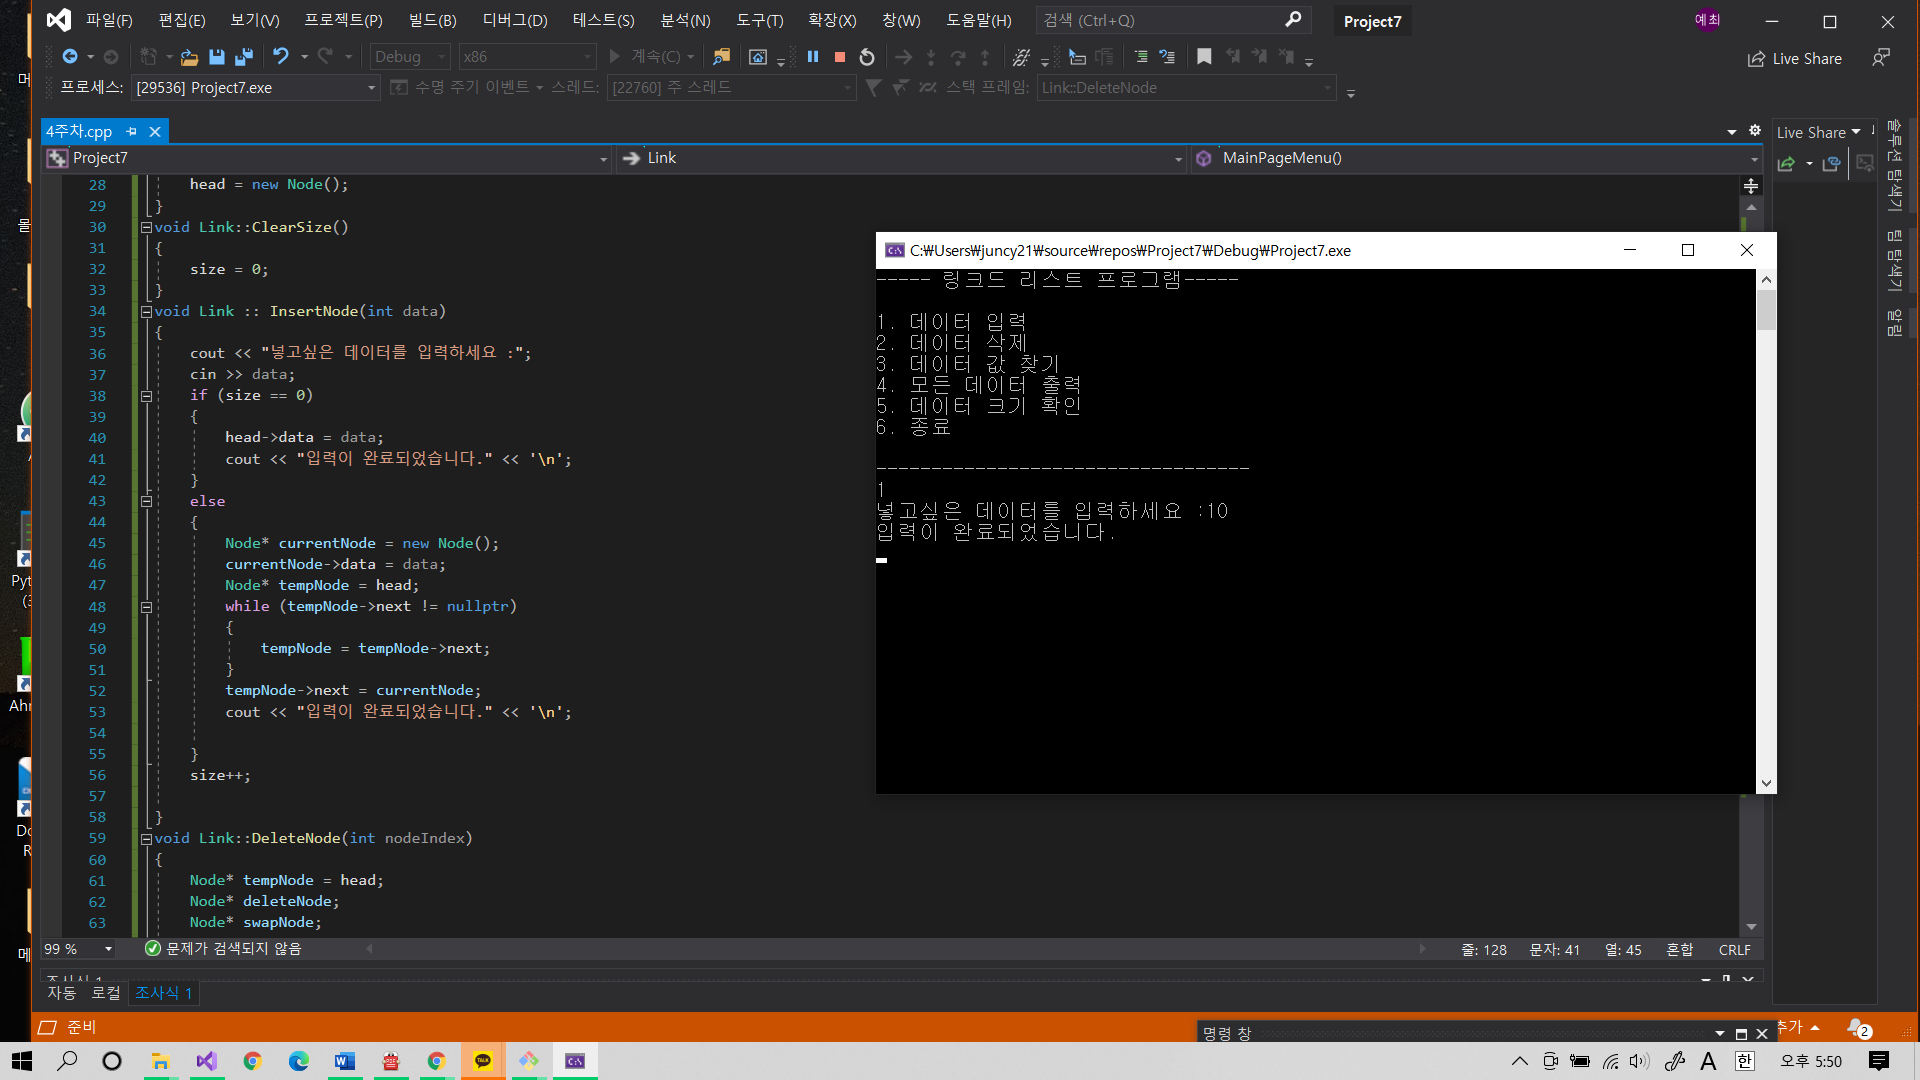 파일(F) 편집(E) 보기(V) 프로젝트(P) 빌드(B) 디버그(D) 테스트(S) 분석(N) 도구(T) 확장(X) 창(W) 도움말(H) 검색 (Ctrl+Q) Project7 예최
Debug x86 계속(C) Live Share
프로세스: [29536] Project7.exe 수명 주기 이벤트 스레드: [22760] 주 스레드 스택 프레임: Link::DeleteNode
4주차.cpp Live Share
Project7 Link MainPageMenu()
솔루션 탐색기
팀 탐색기
알림
28 head = new Node();
29 }
30 void Link::ClearSize()
31 {
32 size = 0;
33 }
34 void Link :: InsertNode(int data)
35 {
36 cout << "넣고싶은 데이터를 입력하세요 :";
37 cin >> data;
38 if (size == 0)
39 {
40 head->data = data;
41 cout << "입력이 완료되었습니다." << '\n';
42 }
43 else
44 {
45 Node* currentNode = new Node();
46 currentNode->data = data;
47 Node* tempNode = head;
48 while (tempNode->next != nullptr)
49 {
50 tempNode = tempNode->next;
51 }
52 tempNode->next = currentNode;
53 cout << "입력이 완료되었습니다." << '\n';
54
55 }
56 size++;
57
58 }
59 void Link::DeleteNode(int nodeIndex)
60 {
61 Node* tempNode = head;
62 Node* deleteNode;
63 Node* swapNode;
C:\Users\juncy21\source\repos\Project7\Debug\Project7.exe
----- 링크드 리스트 프로그램-----
1. 데이터 입력
2. 데이터 삭제
3. 데이터 값 찾기
4. 모든 데이터 출력
5. 데이터 크기 확인
6. 종료
----------------------------------
1
넣고싶은 데이터를 입력하세요 :10
입력이 완료되었습니다.
99 % 문제가 검색되지 않음 줄: 128 문자: 41 열: 45 혼합 CRLF
조사식 1
자동 로컬 조사식 1
준비 명령 창 추가 2
오후 5:50